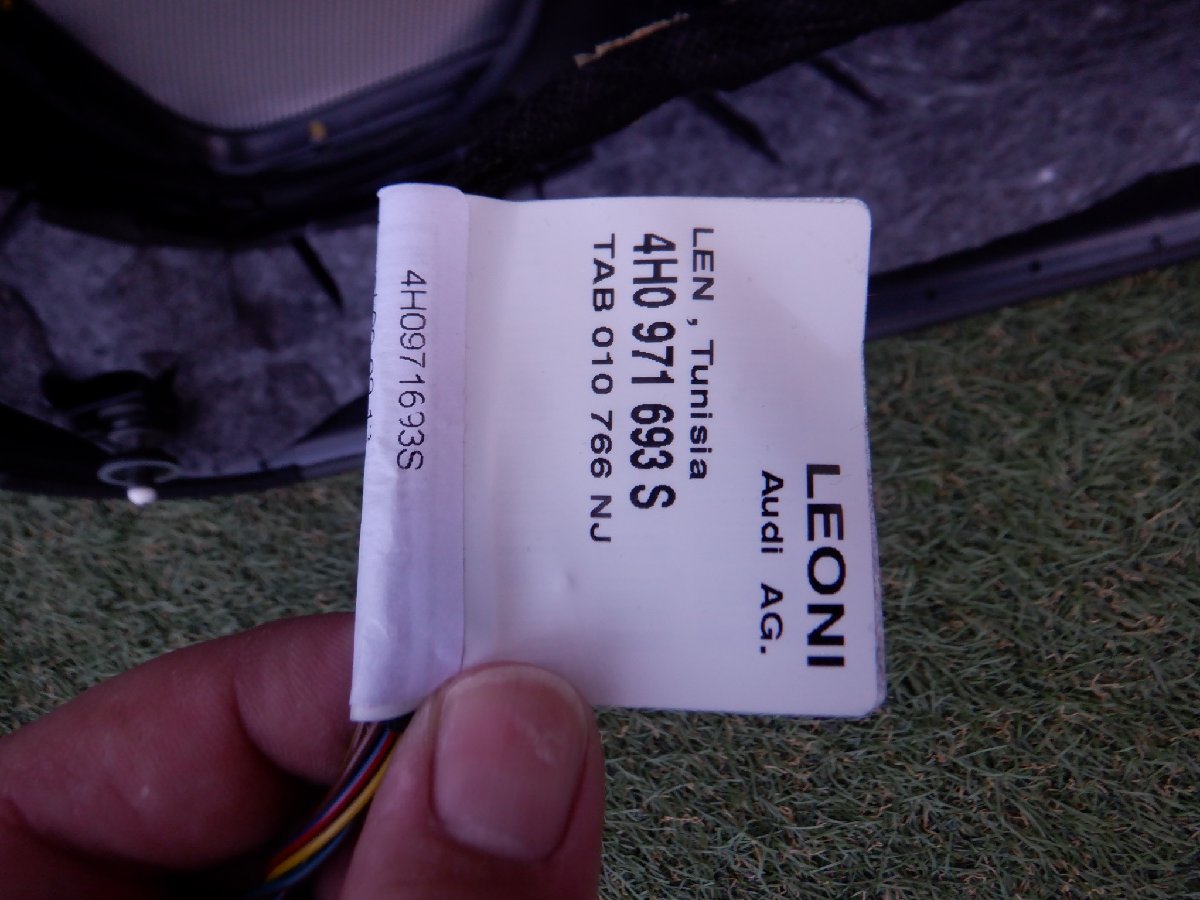 LEONI
Audi AG.
LEN , Tunisia
4H0 971 693 S
TAB 010 766 NJ
4H0971693S